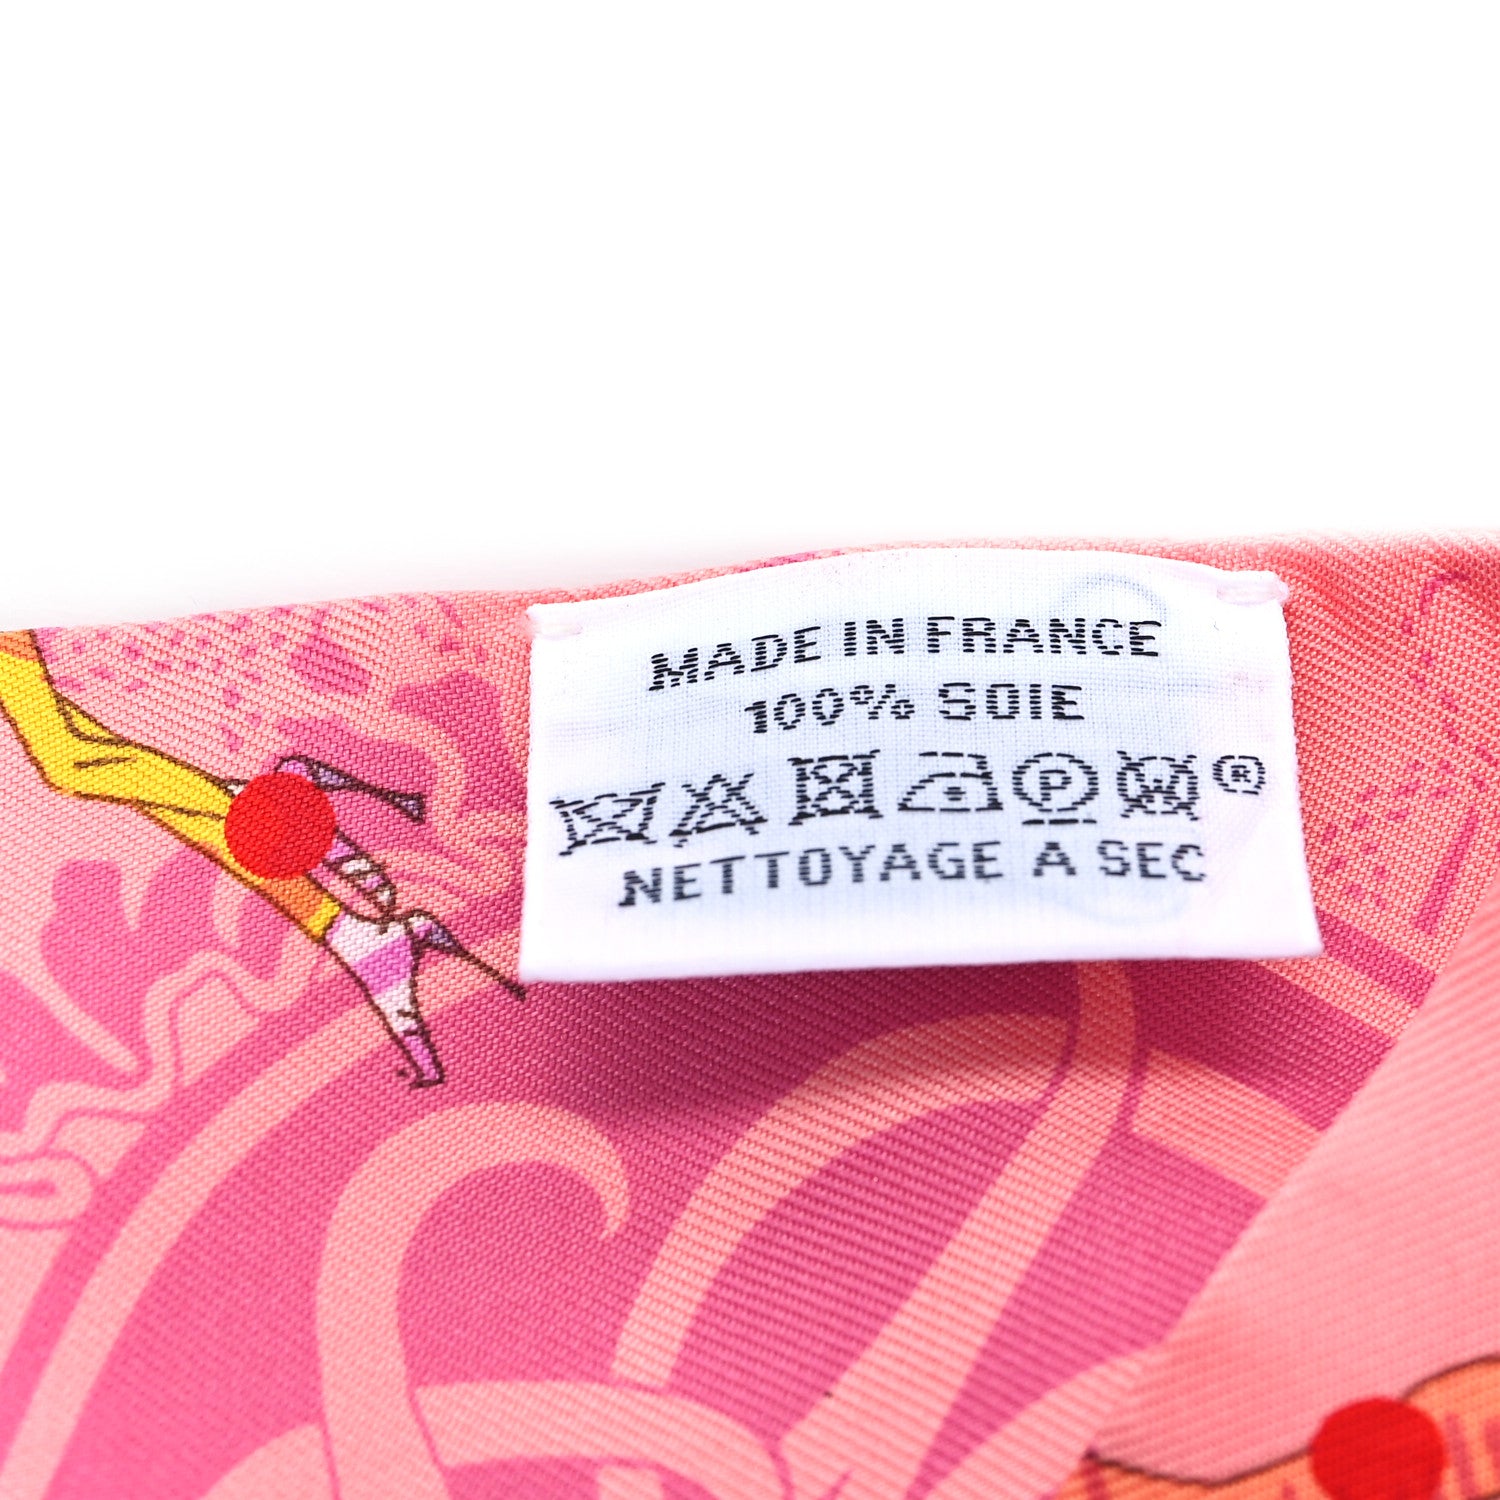 MADE IN FRANCE
100% SOIE
P W ®
NETTOYAGE A SEC